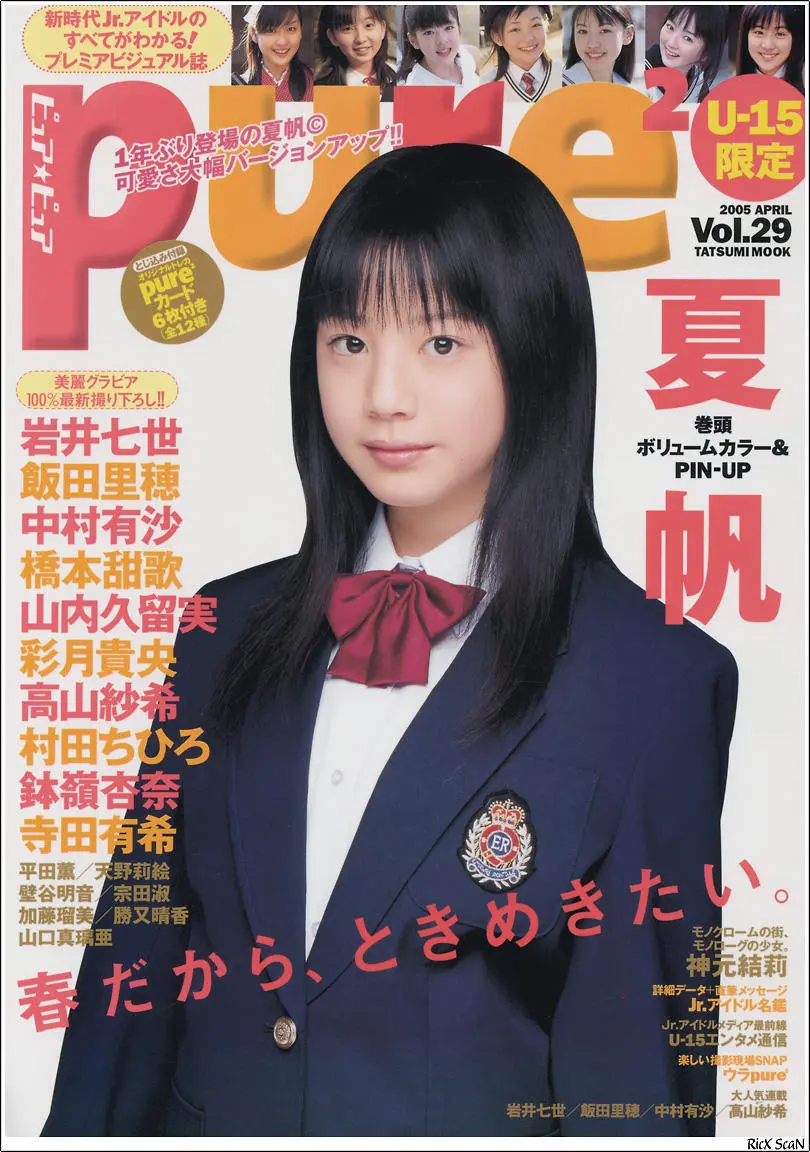 新時代Jr.アイドルの
すべてがわかる!
プレミアビジュアル誌
pure2
ピュア★ピュア
1年ぶり登場の夏帆©
可愛さ大幅バージョンアップ!!
U-15
限定
2005 APRIL
Vol.29
TATSUMI MOOK
とじ込み付録
オリジナルトレカ
pure2
カード
6枚付き
(全12種)
夏帆
巻頭
ボリュームカラー&
PIN-UP
美麗グラビア
100%最新撮り下ろし!!
岩井七世
飯田里穂
中村有沙
橋本甜歌
山内久留実
彩月貴央
高山紗希
村田ちひろ
鉢嶺杏奈
寺田有希
平田薫/天野莉絵
壁谷明音/宗田淑
加藤瑠美/勝又晴香
山口真璃亜
ER
春だから、ときめきたい。
モノクロームの街、
モノローグの少女。
神元結莉
詳細データ+直筆メッセージ
Jr.アイドル名鑑
Jr.アイドルメディア最前線
U-15エンタメ通信
楽しい撮影現場SNAP
ウラpure2
大人気連載
岩井七世/飯田里穂/中村有沙/高山紗希
RicX ScaN